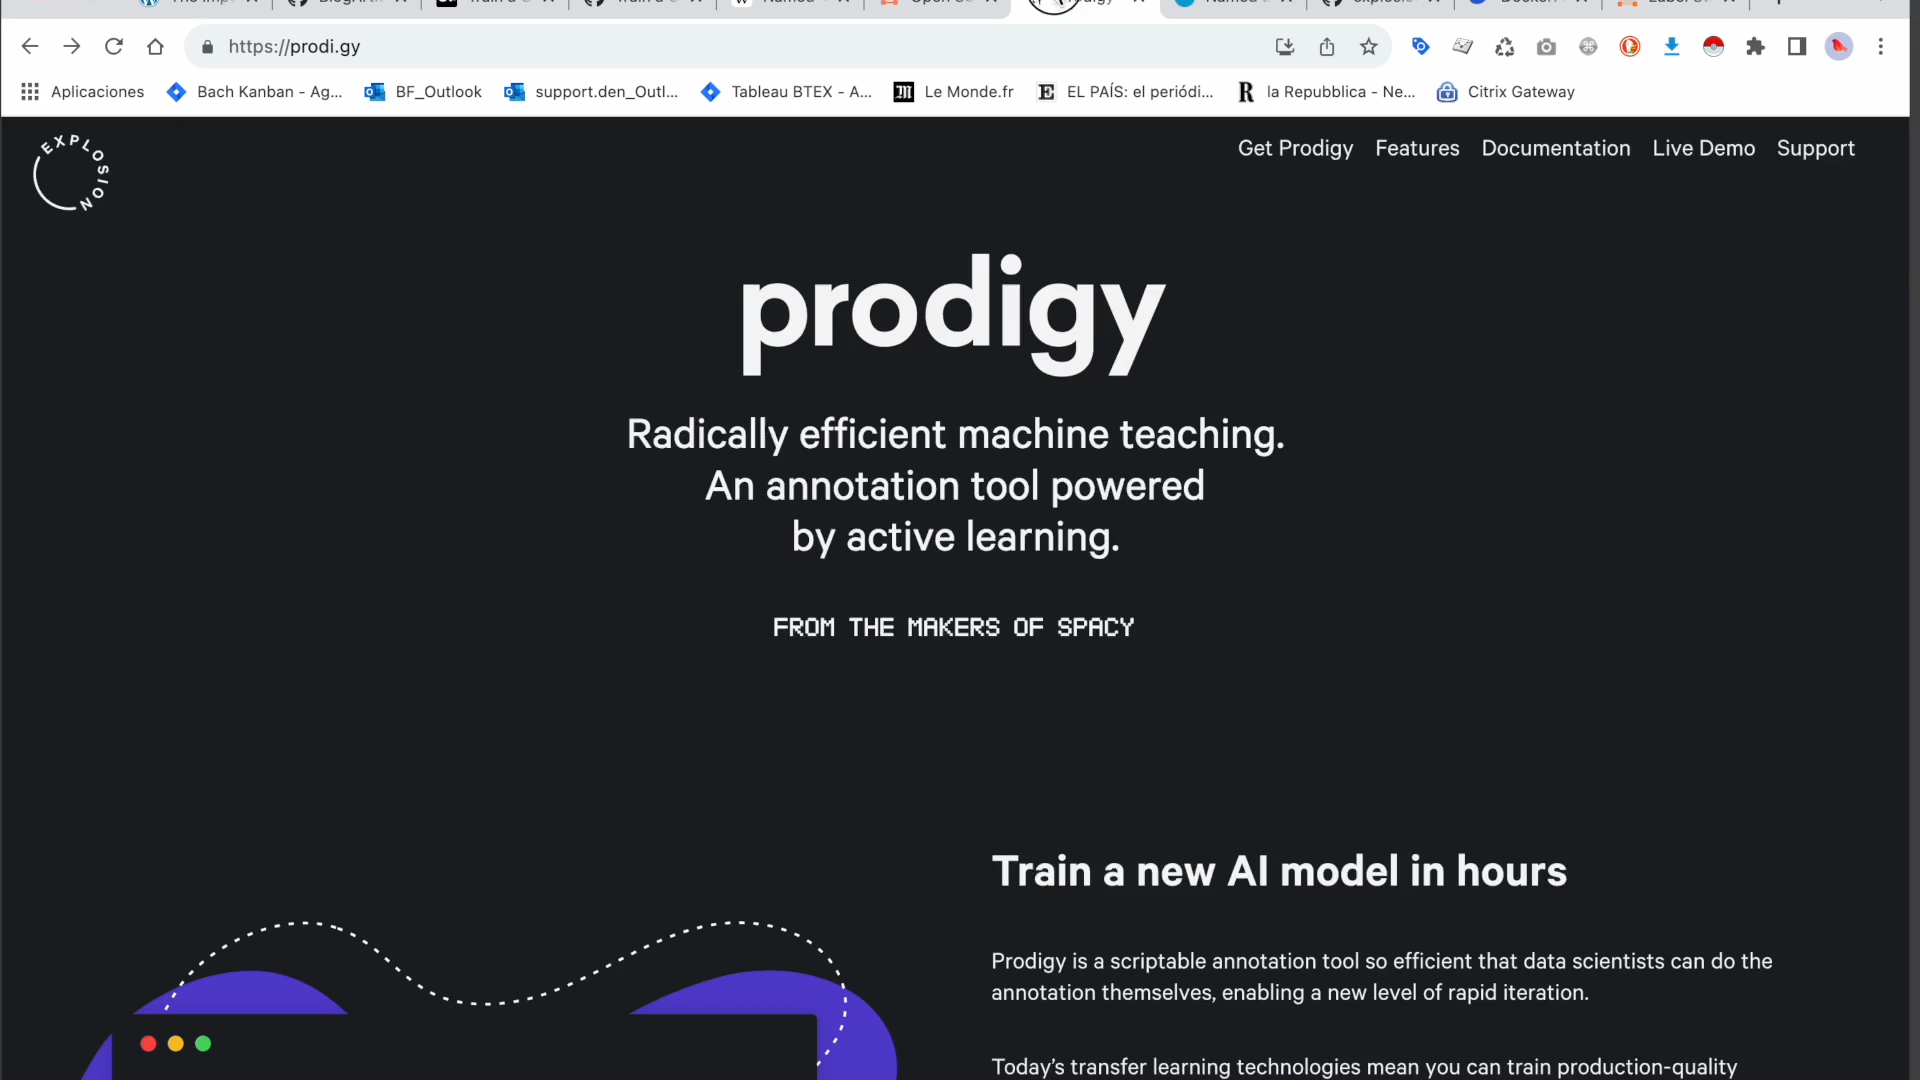 https://prodi.gy
Aplicaciones
Bach Kanban - Ag...
BF_Outlook
support.den_Outl...
Tableau BTEX - A...
Le Monde.fr
EL PAÍS: el periódi...
la Repubblica - Ne...
Citrix Gateway
EXPLOSION
Get Prodigy
Features
Documentation
Live Demo
Support
prodigy
Radically efficient machine teaching.
An annotation tool powered
by active learning.
FROM THE MAKERS OF SPACY
Train a new AI model in hours
Prodigy is a scriptable annotation tool so efficient that data scientists can do the
annotation themselves, enabling a new level of rapid iteration.
Today’s transfer learning technologies mean you can train production-quality